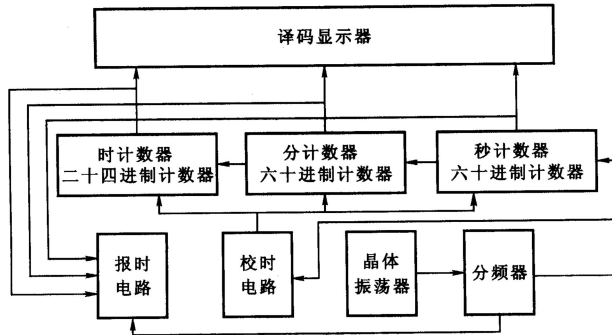 译码显示器
时计数器
二十四进制计数器
分计数器
六十进制计数器
秒计数器
六十进制计数器
报时
电路
校时
电路
晶体
振荡器
分频器